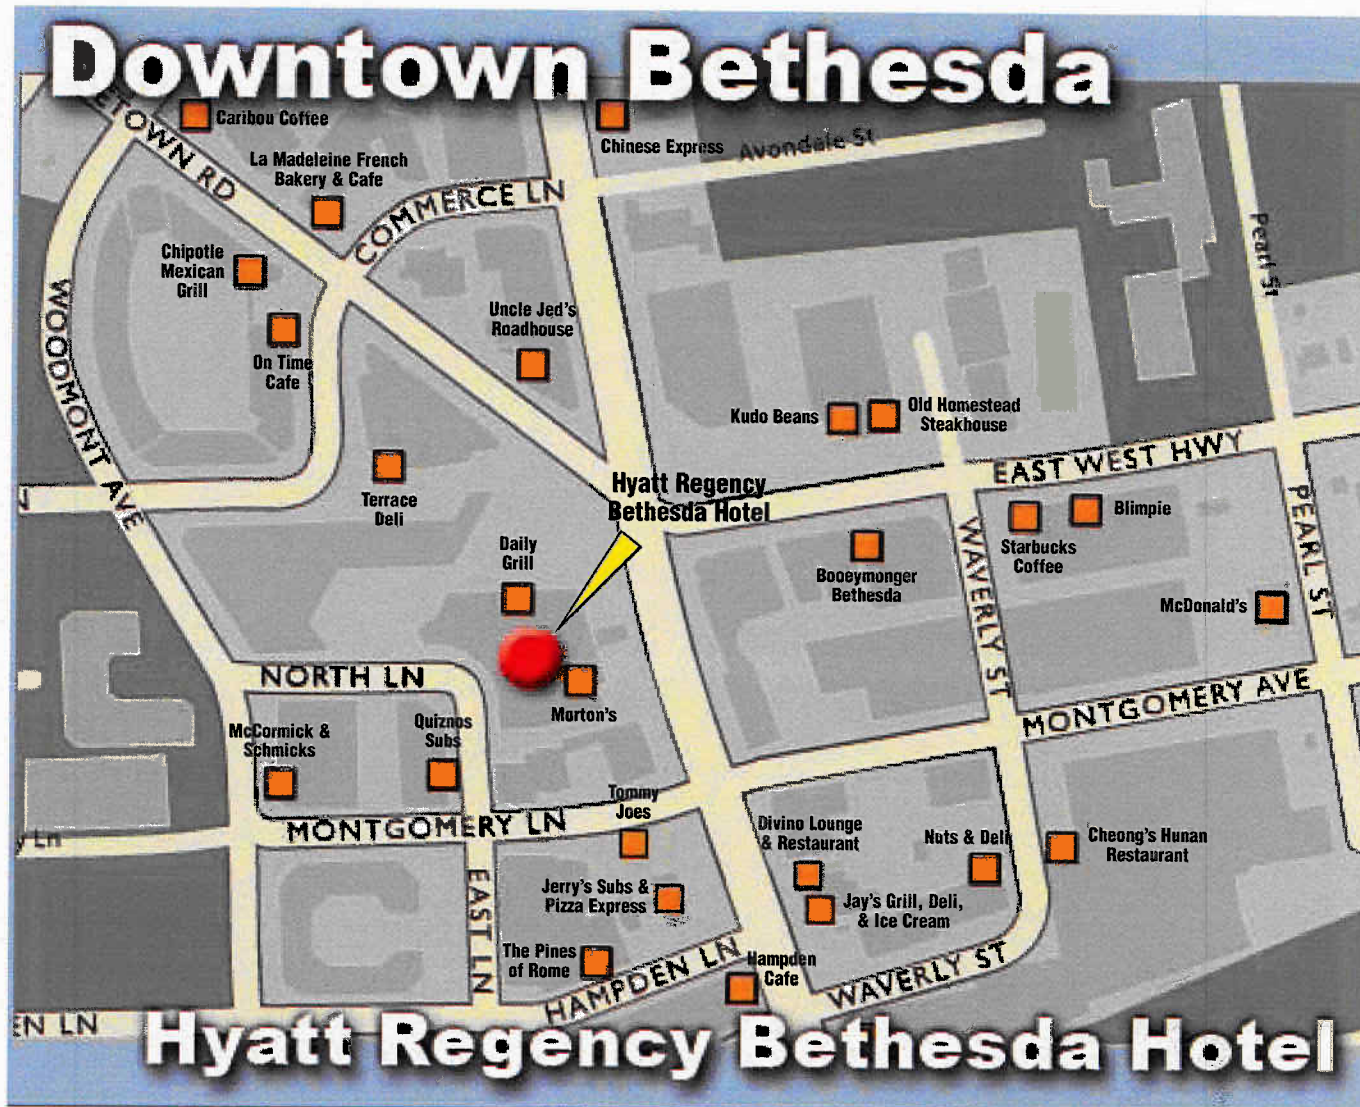 Downtown Bethesda
Caribou Coffee
Chinese Express
Avondale St
ETOWN RD
La Madeleine French
Bakery & Cafe
COMMERCE LN
Chipotle
Mexican
Grill
Pearl St
WOODMONT AVE
Uncle Jed's
Roadhouse
On Time
Cafe
Kudo Beans
Old Homestead
Steakhouse
EAST WEST HWY
Terrace
Deli
Hyatt Regency
Bethesda Hotel
N
Starbucks
Coffee
Blimpie
PEARL ST
Daily
Grill
Booeymonger
Bethesda
WAVERLY ST
McDonald's
NORTH LN
Morton's
MONTGOMERY AVE
McCormick &
Schmicks
Quiznos
Subs
Tommy
Joes
y Ln
MONTGOMERY LN
Divino Lounge
& Restaurant
Nuts & Deli
Cheong's Hunan
Restaurant
EAST LN
Jerry's Subs &
Pizza Express
Jay's Grill, Deli,
& Ice Cream
The Pines
of Rome
HAMPDEN LN
Hampden
Cafe
WAVERLY ST
EN LN
Hyatt Regency Bethesda Hotel